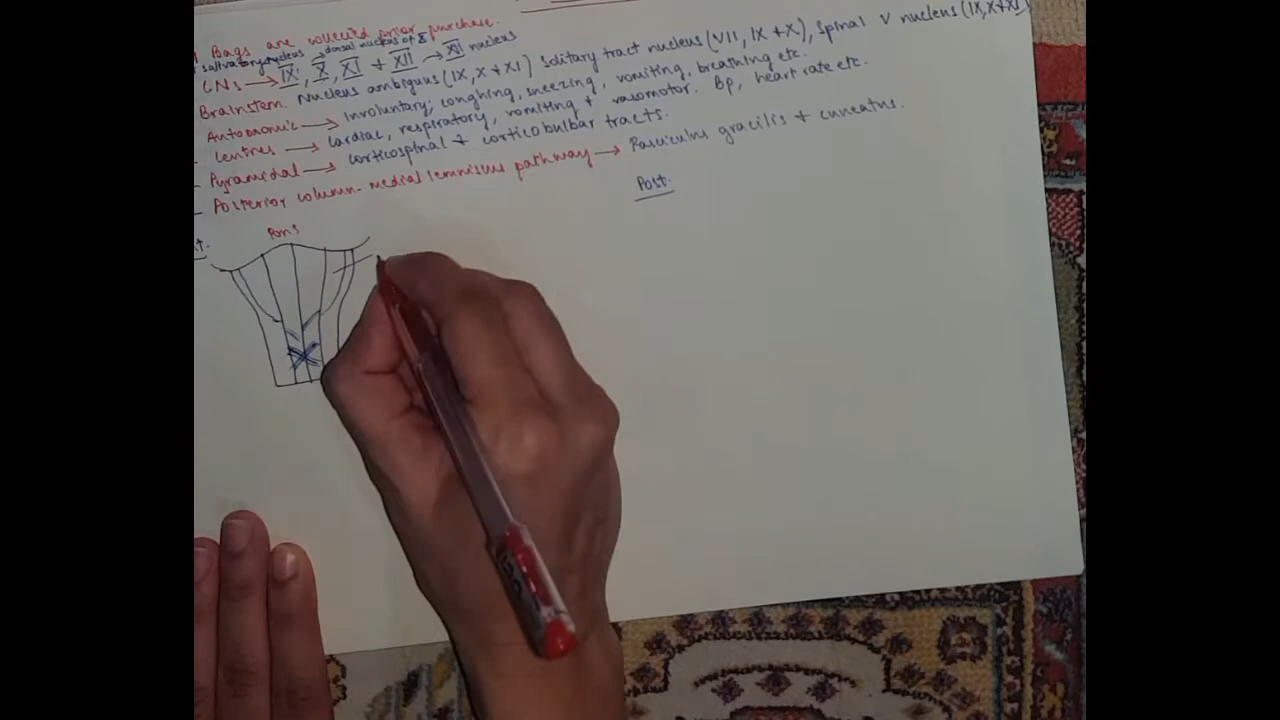 Bags are collected prior purchase.
salivatory nucleus → dorsal nucleus of X
CNs → IX, X, XI + XII → XII nucleus
Brainstem. Nucleus ambiguus (IX, X + XI) Solitary tract nucleus (VII, IX + X), Spinal V nucleus (IX, X + XI)
Autonomic → Involuntary; coughing, sneezing, vomiting, breathing etc.
Centres → Cardiac, respiratory, vomiting + vasomotor. Bp, heart rate etc.
- Pyramidal → Corticospinal + corticobulbar tracts.
- Posterior column-medial lemniscus pathway → Fasciculus gracilis + cuneatus.
Post.
Pons